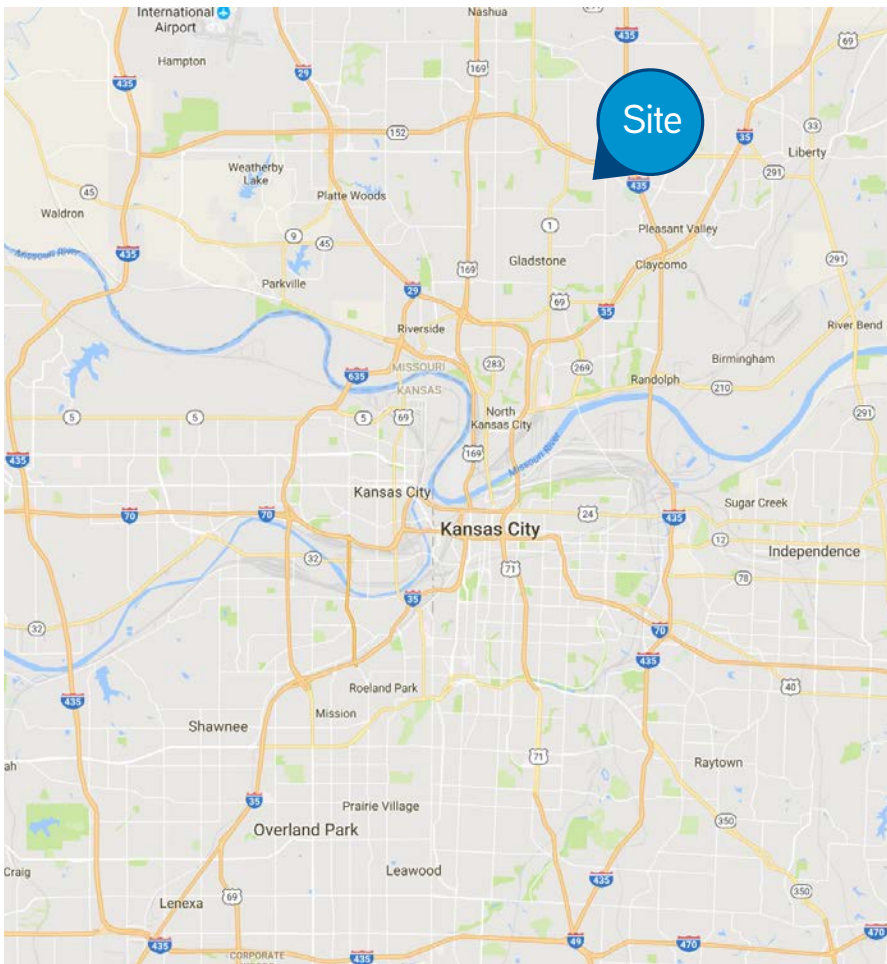 International
Airport
Nashua
435
69
Hampton
29
169
435
Site
33
152
35
Liberty
Weatherby
Lake
291
45
Platte Woods
435
Waldron
1
Pleasant Valley
9
45
Missouri River
435
Gladstone
Claycomo
291
169
Parkville
29
69
35
River Bend
Riverside
283
269
Birmingham
MISSOURI
635
KANSAS
Randolph
210
5
5
5
69
North
Kansas City
291
435
169
Missouri River
Kansas City
Sugar Creek
70
70
24
435
Kansas City
12
Independence
32
71
78
35
32
70
435
Roeland Park
40
435
Mission
Shawnee
71
Raytown
ah
35
Prairie Village
350
Overland Park
Craig
Leawood
435
69
350
Lenexa
435
49
470
470
CORPORATE
435